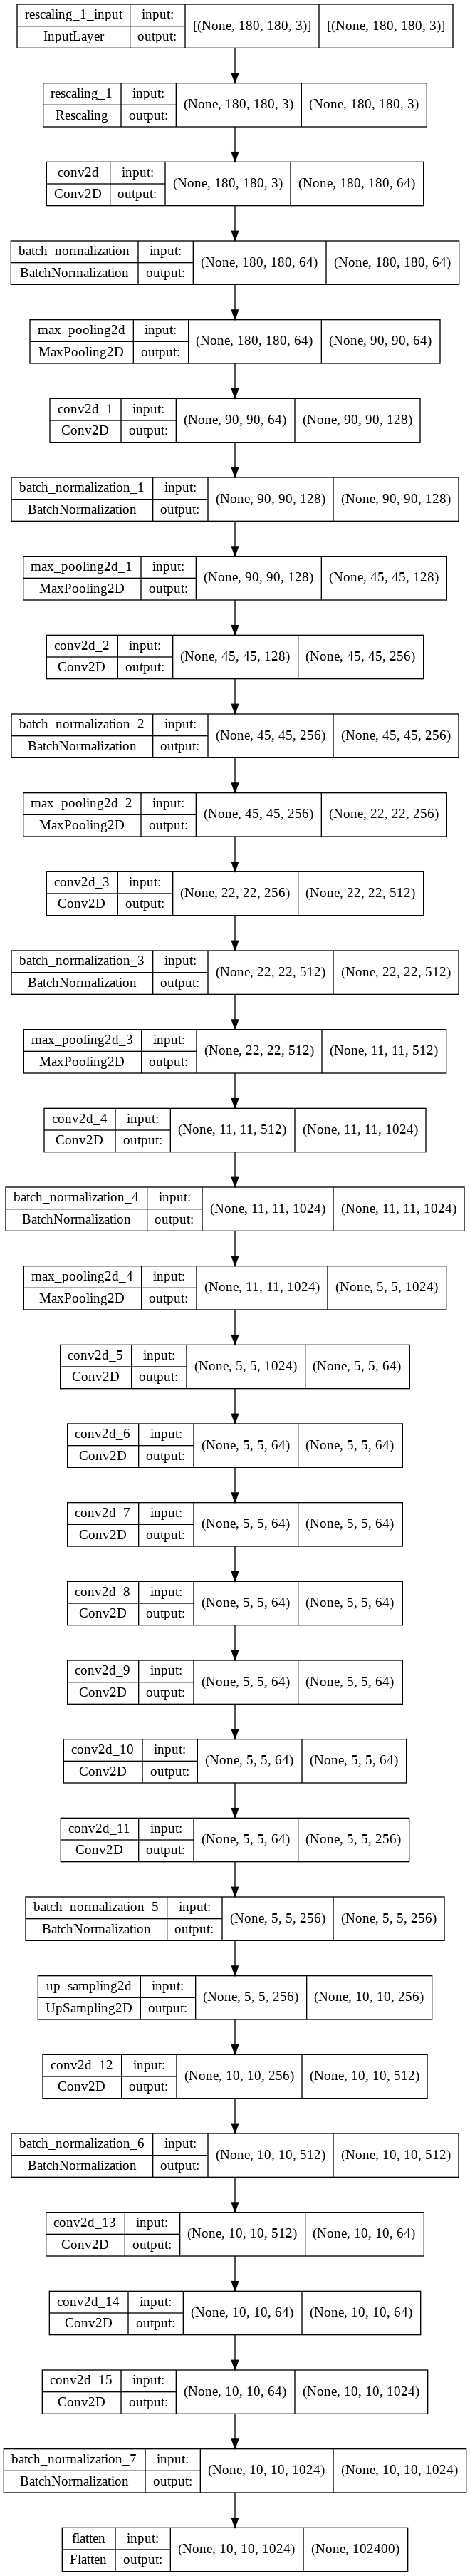 rescaling_1_input input: [(None, 180, 180, 3)] [(None, 180, 180, 3)]
InputLayer output:
rescaling_1 input: (None, 180, 180, 3) (None, 180, 180, 3)
Rescaling output:
conv2d input: (None, 180, 180, 3) (None, 180, 180, 64)
Conv2D output:
batch_normalization input: (None, 180, 180, 64) (None, 180, 180, 64)
BatchNormalization output:
max_pooling2d input: (None, 180, 180, 64) (None, 90, 90, 64)
MaxPooling2D output:
conv2d_1 input: (None, 90, 90, 64) (None, 90, 90, 128)
Conv2D output:
batch_normalization_1 input: (None, 90, 90, 128) (None, 90, 90, 128)
BatchNormalization output:
max_pooling2d_1 input: (None, 90, 90, 128) (None, 45, 45, 128)
MaxPooling2D output:
conv2d_2 input: (None, 45, 45, 128) (None, 45, 45, 256)
Conv2D output:
batch_normalization_2 input: (None, 45, 45, 256) (None, 45, 45, 256)
BatchNormalization output:
max_pooling2d_2 input: (None, 45, 45, 256) (None, 22, 22, 256)
MaxPooling2D output:
conv2d_3 input: (None, 22, 22, 256) (None, 22, 22, 512)
Conv2D output:
batch_normalization_3 input: (None, 22, 22, 512) (None, 22, 22, 512)
BatchNormalization output:
max_pooling2d_3 input: (None, 22, 22, 512) (None, 11, 11, 512)
MaxPooling2D output:
conv2d_4 input: (None, 11, 11, 512) (None, 11, 11, 1024)
Conv2D output:
batch_normalization_4 input: (None, 11, 11, 1024) (None, 11, 11, 1024)
BatchNormalization output:
max_pooling2d_4 input: (None, 11, 11, 1024) (None, 5, 5, 1024)
MaxPooling2D output:
conv2d_5 input: (None, 5, 5, 1024) (None, 5, 5, 64)
Conv2D output:
conv2d_6 input: (None, 5, 5, 64) (None, 5, 5, 64)
Conv2D output:
conv2d_7 input: (None, 5, 5, 64) (None, 5, 5, 64)
Conv2D output:
conv2d_8 input: (None, 5, 5, 64) (None, 5, 5, 64)
Conv2D output:
conv2d_9 input: (None, 5, 5, 64) (None, 5, 5, 64)
Conv2D output:
conv2d_10 input: (None, 5, 5, 64) (None, 5, 5, 64)
Conv2D output:
conv2d_11 input: (None, 5, 5, 64) (None, 5, 5, 256)
Conv2D output:
batch_normalization_5 input: (None, 5, 5, 256) (None, 5, 5, 256)
BatchNormalization output:
up_sampling2d input: (None, 5, 5, 256) (None, 10, 10, 256)
UpSampling2D output:
conv2d_12 input: (None, 10, 10, 256) (None, 10, 10, 512)
Conv2D output:
batch_normalization_6 input: (None, 10, 10, 512) (None, 10, 10, 512)
BatchNormalization output:
conv2d_13 input: (None, 10, 10, 512) (None, 10, 10, 64)
Conv2D output:
conv2d_14 input: (None, 10, 10, 64) (None, 10, 10, 64)
Conv2D output:
conv2d_15 input: (None, 10, 10, 64) (None, 10, 10, 1024)
Conv2D output:
batch_normalization_7 input: (None, 10, 10, 1024) (None, 10, 10, 1024)
BatchNormalization output:
flatten input: (None, 10, 10, 1024) (None, 102400)
Flatten output: